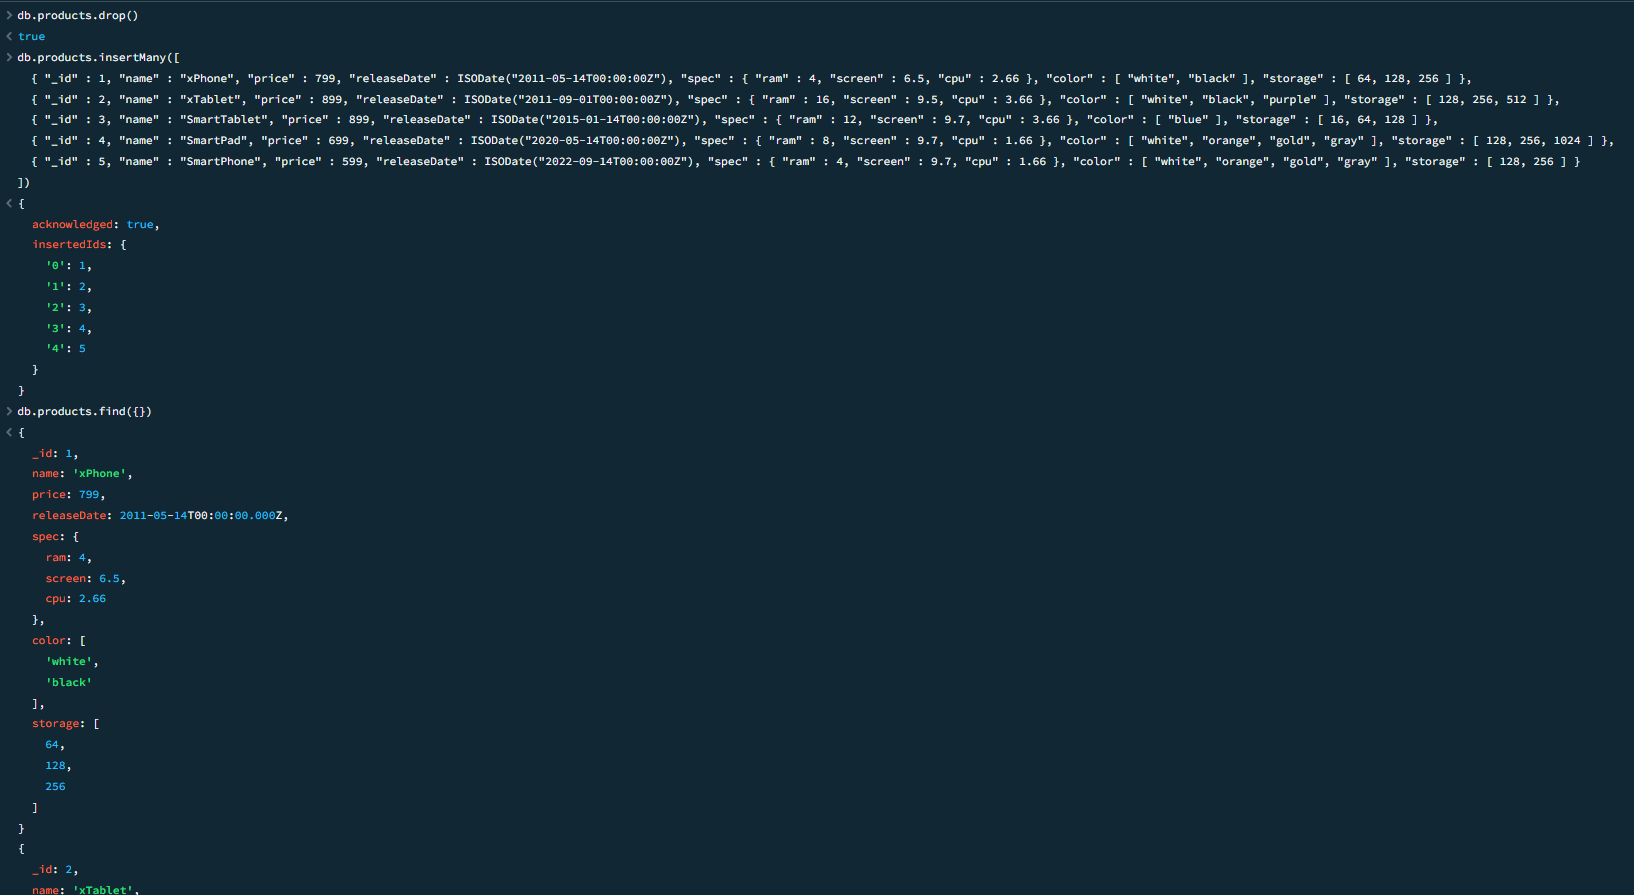 > db.products.drop()
< true
> db.products.insertMany([
{ "_id" : 1, "name" : "xPhone", "price" : 799, "releaseDate" : ISODate("2011-05-14T00:00:00Z"), "spec" : { "ram" : 4, "screen" : 6.5, "cpu" : 2.66 }, "color" : [ "white", "black" ], "storage" : [ 64, 128, 256 ] },
{ "_id" : 2, "name" : "xTablet", "price" : 899, "releaseDate" : ISODate("2011-09-01T00:00:00Z"), "spec" : { "ram" : 16, "screen" : 9.5, "cpu" : 3.66 }, "color" : [ "white", "black", "purple" ], "storage" : [ 128, 256, 512 ] },
{ "_id" : 3, "name" : "SmartTablet", "price" : 899, "releaseDate" : ISODate("2015-01-14T00:00:00Z"), "spec" : { "ram" : 12, "screen" : 9.7, "cpu" : 3.66 }, "color" : [ "blue" ], "storage" : [ 16, 64, 128 ] },
{ "_id" : 4, "name" : "SmartPad", "price" : 699, "releaseDate" : ISODate("2020-05-14T00:00:00Z"), "spec" : { "ram" : 8, "screen" : 9.7, "cpu" : 1.66 }, "color" : [ "white", "orange", "gold", "gray" ], "storage" : [ 128, 256, 1024 ] },
{ "_id" : 5, "name" : "SmartPhone", "price" : 599, "releaseDate" : ISODate("2022-09-14T00:00:00Z"), "spec" : { "ram" : 4, "screen" : 9.7, "cpu" : 1.66 }, "color" : [ "white", "orange", "gold", "gray" ], "storage" : [ 128, 256 ] }
])
< {
acknowledged: true,
insertedIds: {
'0': 1,
'1': 2,
'2': 3,
'3': 4,
'4': 5
}
}
> db.products.find({})
< {
_id: 1,
name: 'xPhone',
price: 799,
releaseDate: 2011-05-14T00:00:00.000Z,
spec: {
ram: 4,
screen: 6.5,
cpu: 2.66
},
color: [
'white',
'black'
],
storage: [
64,
128,
256
]
}
{
_id: 2,
name: 'xTablet',